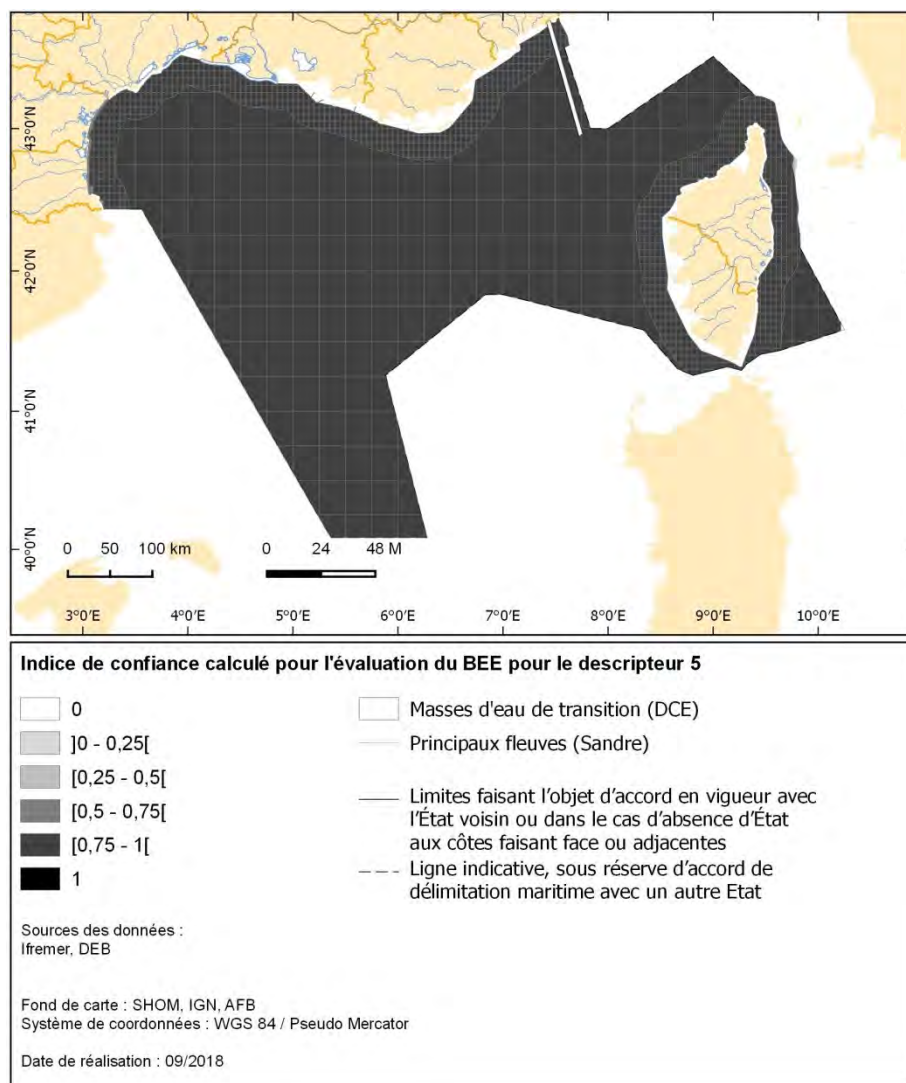 43°0'N
42°0'N
41°0'N
40°0'N
0 50 100 km
0 24 48 M
3°0'E 4°0'E 5°0'E 6°0'E 7°0'E 8°0'E 9°0'E 10°0'E
Indice de confiance calculé pour l'évaluation du BEE pour le descripteur 5
0
]0 - 0,25[
[0,25 - 0,5[
[0,5 - 0,75[
[0,75 - 1[
1
Masses d'eau de transition (DCE)
Principaux fleuves (Sandre)
Limites faisant l'objet d'accord en vigueur avec
l'État voisin ou dans le cas d'absence d'État
aux côtes faisant face ou adjacentes
Ligne indicative, sous réserve d'accord de
délimitation maritime avec un autre Etat
Sources des données :
Ifremer, DEB
Fond de carte : SHOM, IGN, AFB
Système de coordonnées : WGS 84 / Pseudo Mercator
Date de réalisation : 09/2018